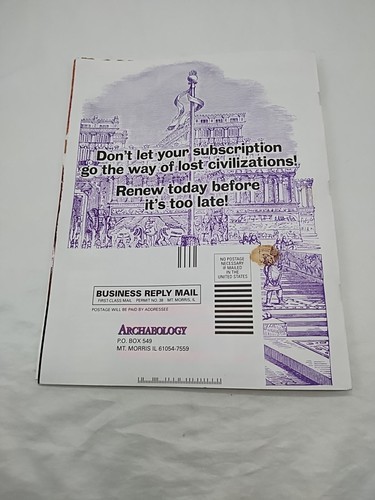 Don't let your subscription
go the way of lost civilizations!
Renew today before
it's too late!
NO POSTAGE
NECESSARY
IF MAILED
IN THE
UNITED STATES
BUSINESS REPLY MAIL
FIRST CLASS MAIL PERMIT NO. 38 MT. MORRIS, IL
POSTAGE WILL BE PAID BY ADDRESSEE
ARCHAEOLOGY
P.O. BOX 549
MT. MORRIS IL 61054-7559